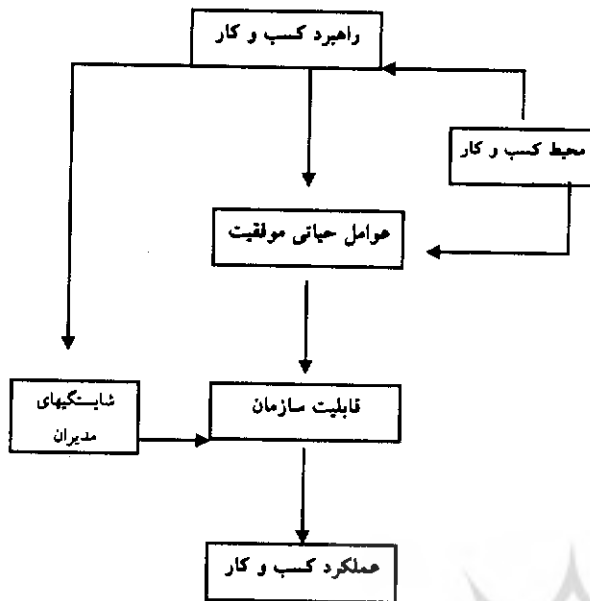 راهبرد کسب و کار
محیط کسب و کار
عوامل حیاتی موفقیت
شایستگیهای
مدیران
قابلیت سازمان
عملکرد کسب و کار